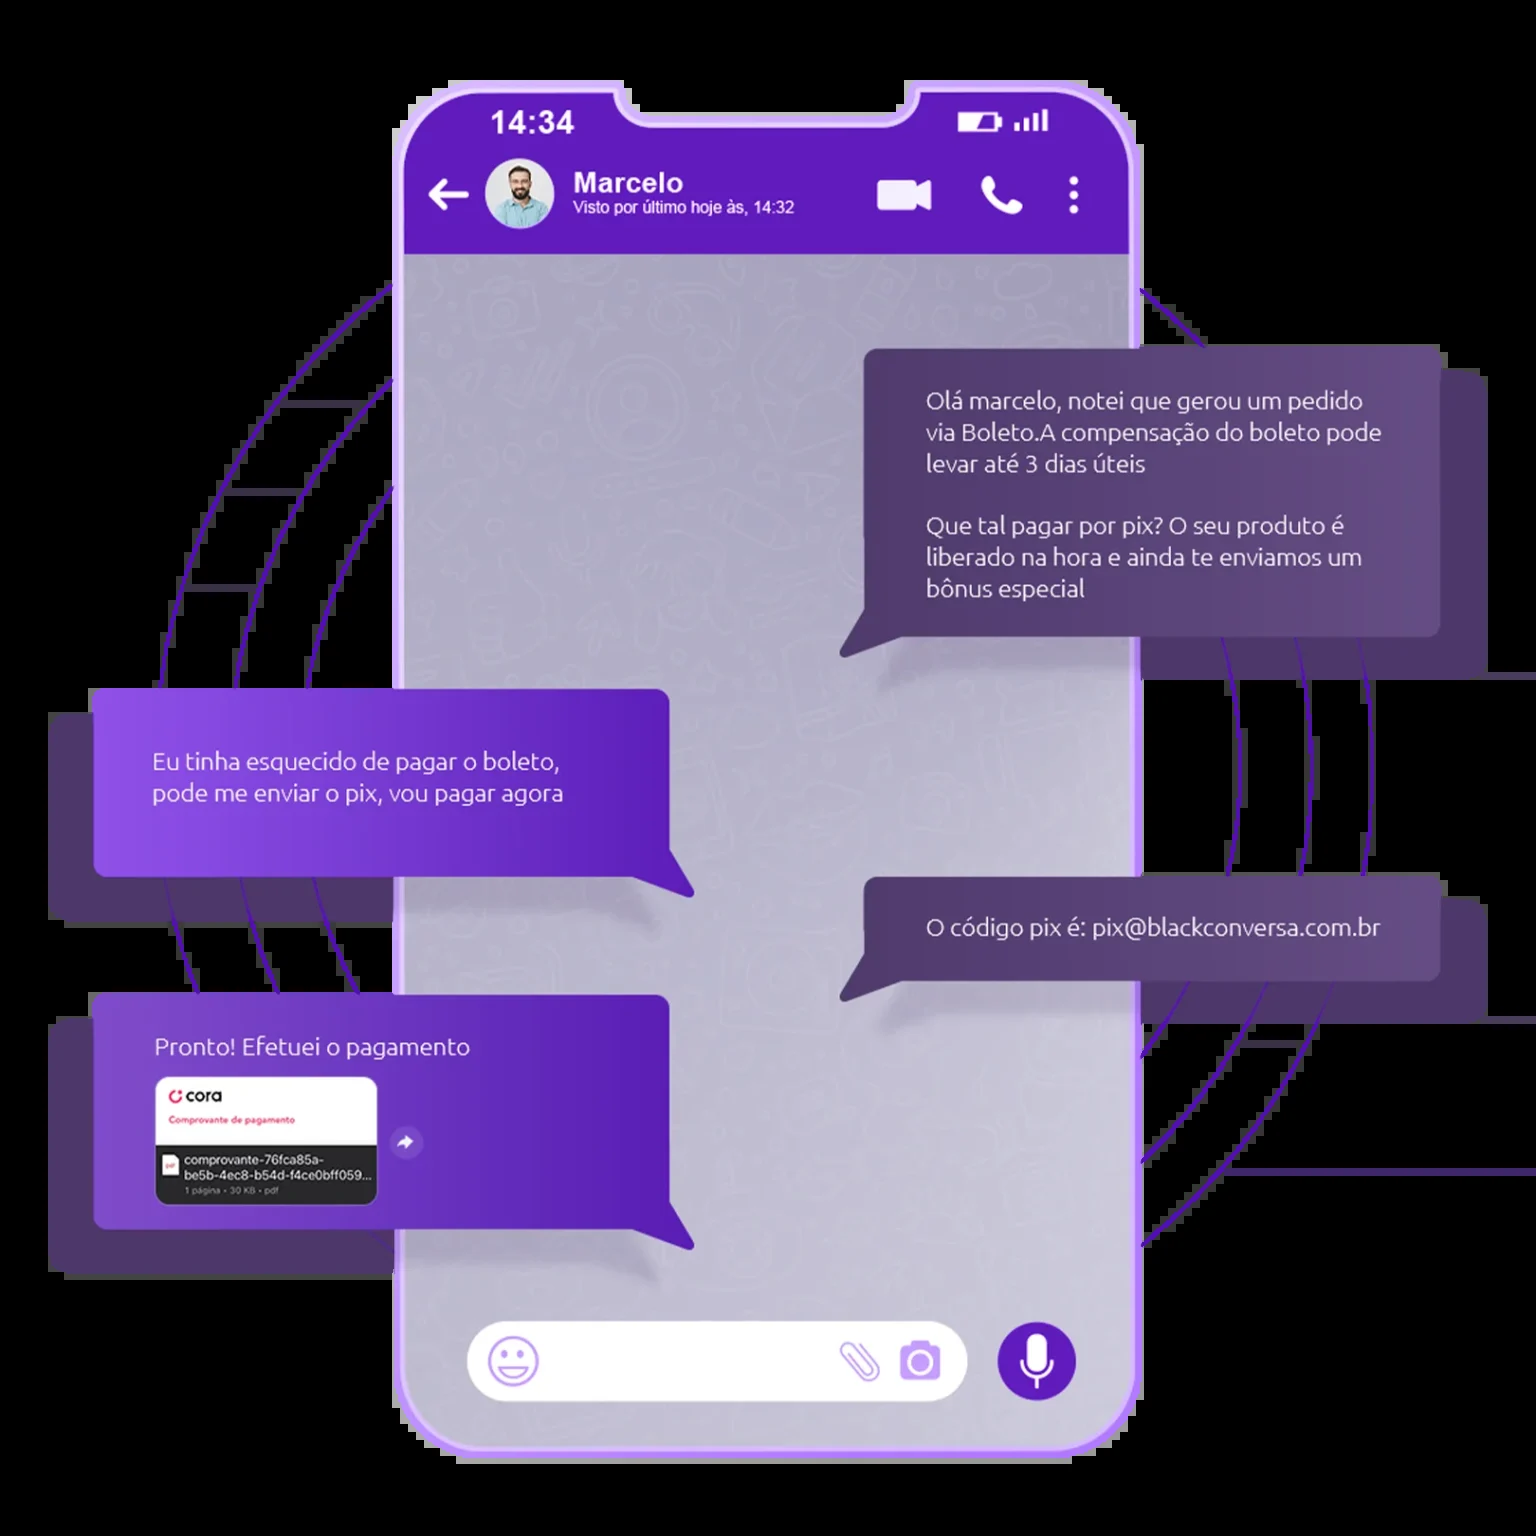 14:34
Marcelo
Visto por último hoje às, 14:32
Olá marcelo, notei que gerou um pedido
via Boleto.A compensação do boleto pode
levar até 3 dias úteis
Que tal pagar por pix? O seu produto é
liberado na hora e ainda te enviamos um
bônus especial
Eu tinha esquecido de pagar o boleto,
pode me enviar o pix, vou pagar agora
O código pix é: pix@blackconversa.com.br
Pronto! Efetuei o pagamento
cora
Comprovante de pagamento
comprovante-76fca85a-
be5b-4ec8-b54d-f4ce0bff059...
1 página • 30 KB • pdf